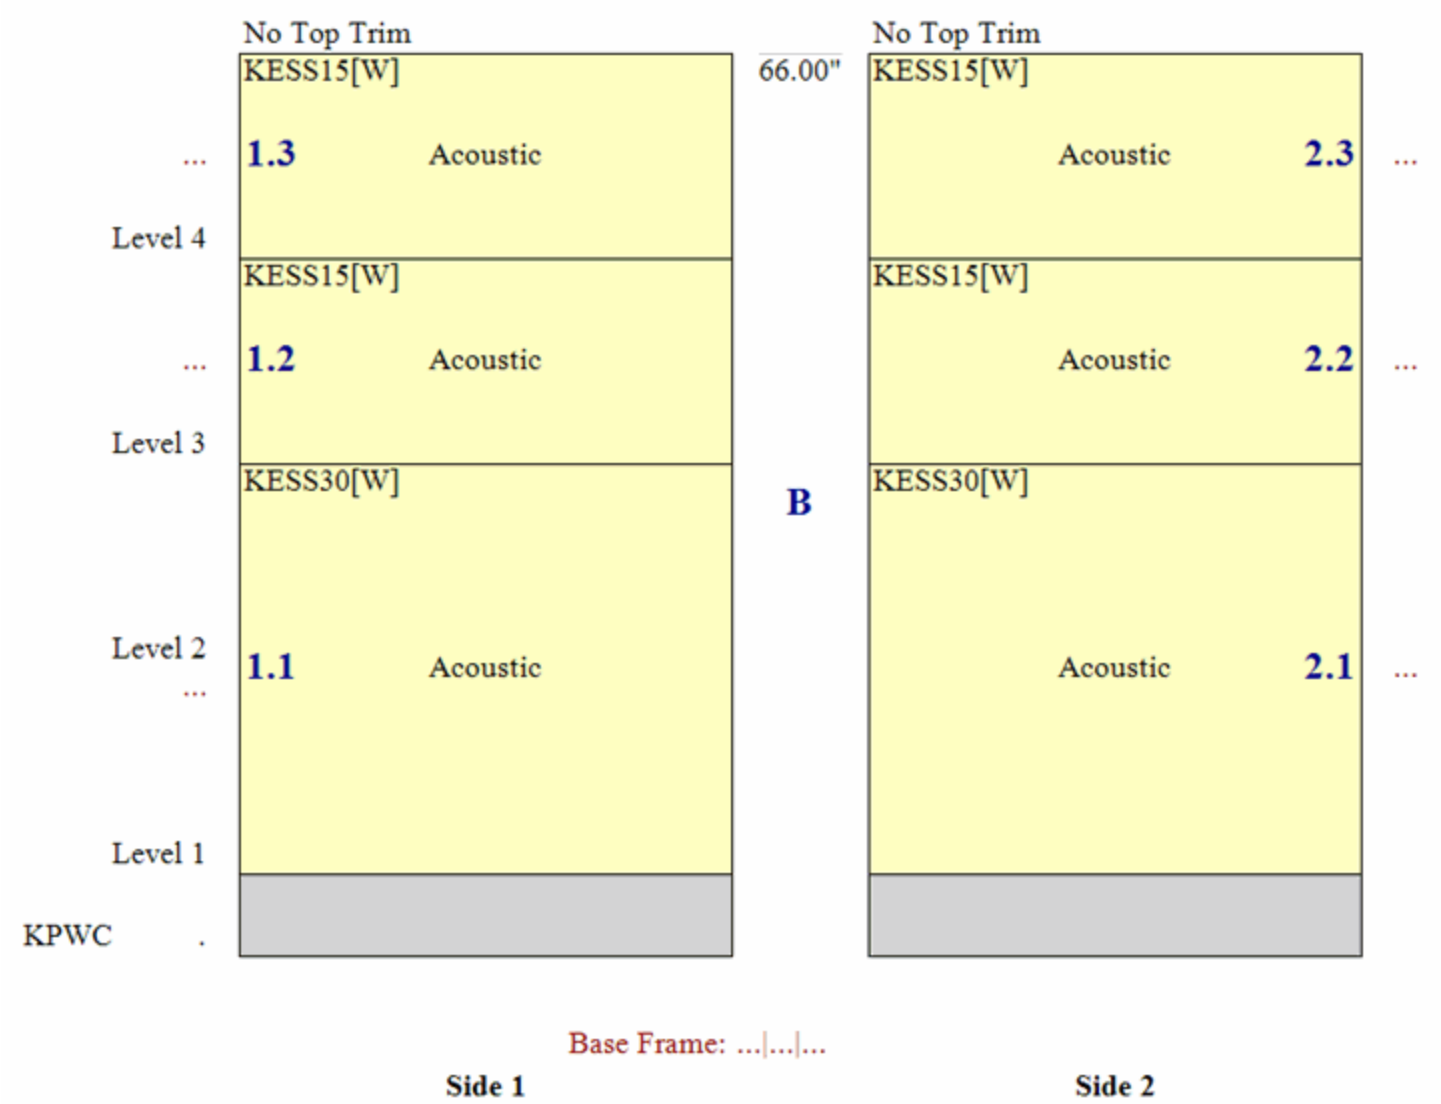 No Top Trim No Top Trim
KESS15[W] 66.00" KESS15[W]
... 1.3 Acoustic Acoustic 2.3 ...
Level 4
KESS15[W] KESS15[W]
... 1.2 Acoustic Acoustic 2.2 ...
Level 3
KESS30[W] KESS30[W]
B
Level 2
1.1 Acoustic Acoustic 2.1 ...
...
Level 1
KPWC .
Base Frame: ...|...|...
Side 1 Side 2